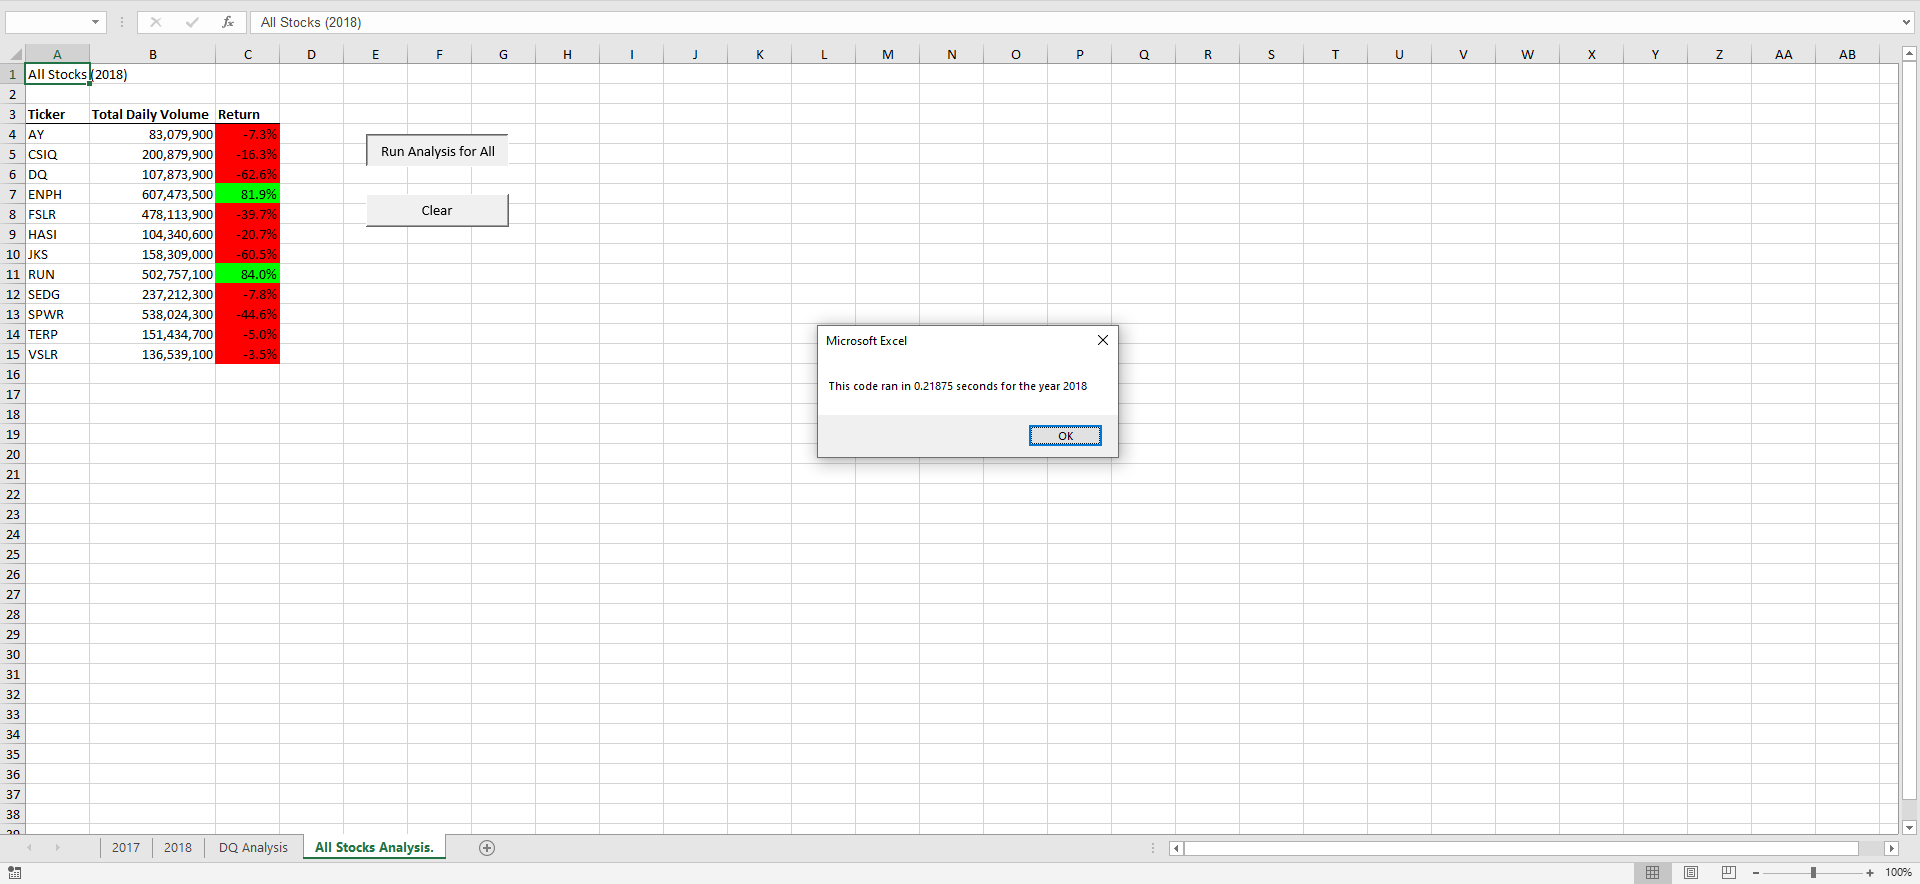 All Stocks (2018)
A B C D E F G H I J K L M N O P Q R S T U V W X Y Z AA AB
1 All Stocks (2018)
2
3 Ticker Total Daily Volume Return
4 AY 83,079,900 -7.3%
5 CSIQ 200,879,900 -16.3%
6 DQ 107,873,900 -62.6%
7 ENPH 607,473,500 81.9%
8 FSLR 478,113,900 -39.7%
9 HASI 104,340,600 -20.7%
10 JKS 158,309,000 -60.5%
11 RUN 502,757,100 84.0%
12 SEDG 237,212,300 -7.8%
13 SPWR 538,024,300 -44.6%
14 TERP 151,434,700 -5.0%
15 VSLR 136,539,100 -3.5%
16
17
18
19
20
21
22
23
24
25
26
27
28
29
30
31
32
33
34
35
36
37
38
39
Run Analysis for All
Clear
Microsoft Excel
This code ran in 0.21875 seconds for the year 2018
OK
2017 2018 DQ Analysis All Stocks Analysis.
100%